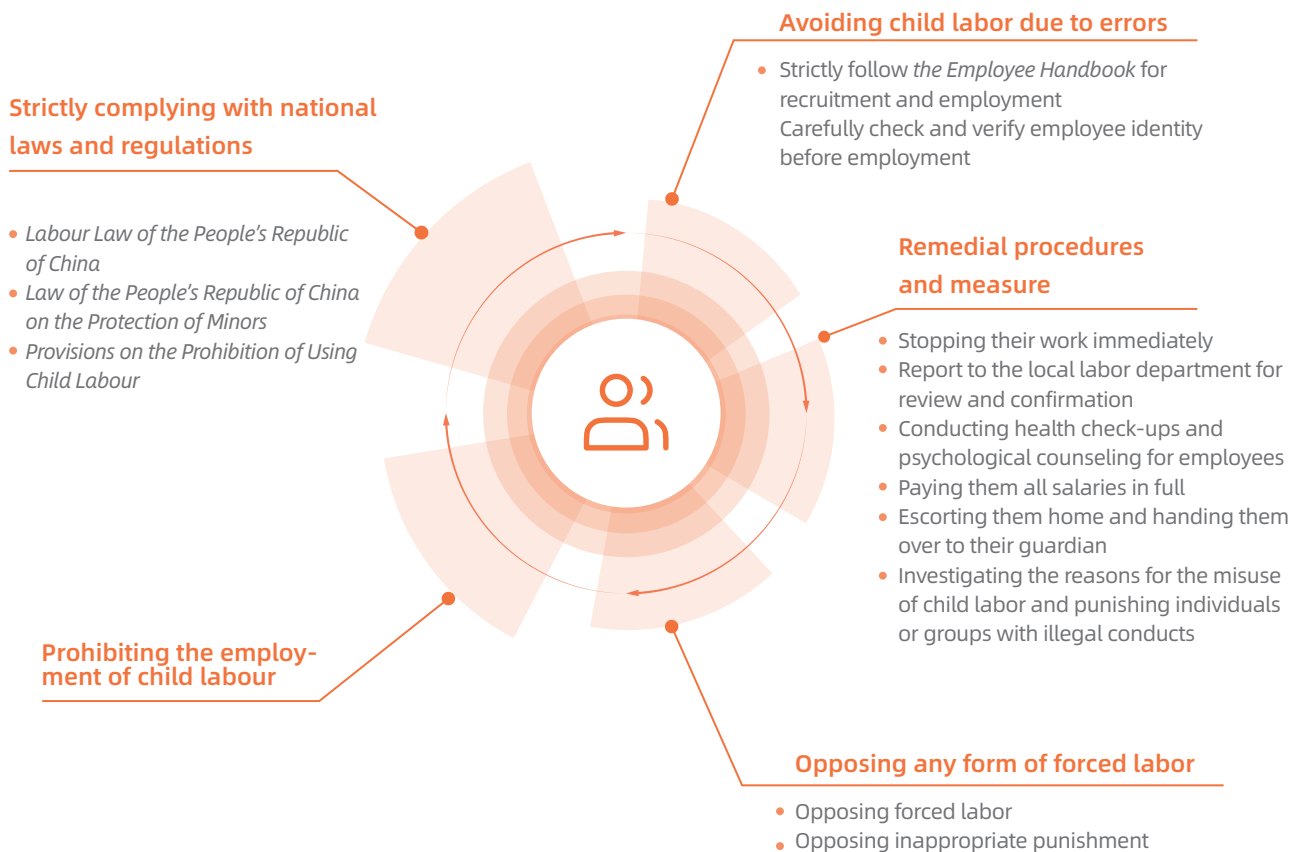 Avoiding child labor due to errors
Strictly follow the Employee Handbook for
recruitment and employment
Carefully check and verify employee identity
before employment
Strictly complying with national
laws and regulations
Labour Law of the People's Republic
of China
Law of the People's Republic of China
on the Protection of Minors
Provisions on the Prohibition of Using
Child Labour
Remedial procedures
and measure
Stopping their work immediately
Report to the local labor department for
review and confirmation
Conducting health check-ups and
psychological counseling for employees
Paying them all salaries in full
Escorting them home and handing them
over to their guardian
Investigating the reasons for the misuse
of child labor and punishing individuals
or groups with illegal conducts
Prohibiting the employ-
ment of child labour
Opposing any form of forced labor
Opposing forced labor
Opposing inappropriate punishment